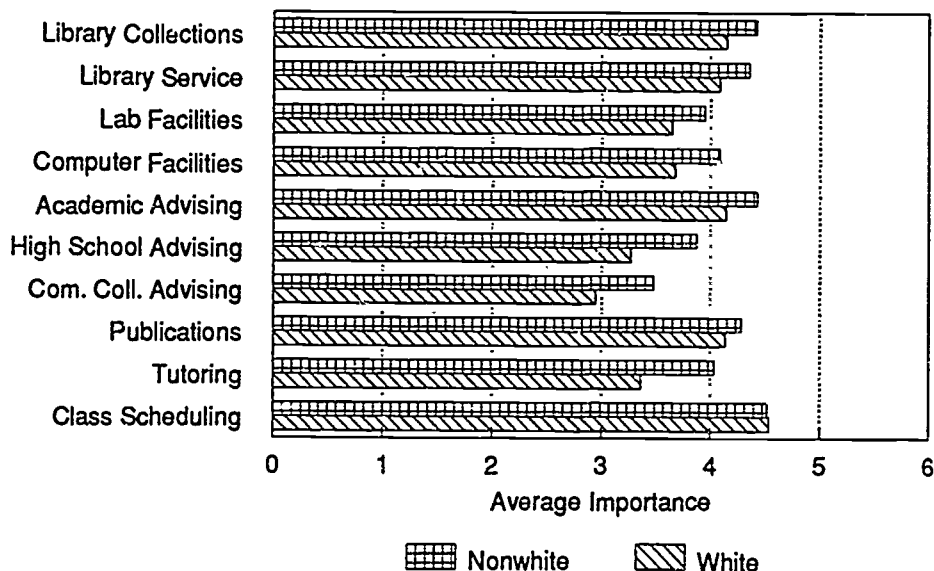 Library Collections
Library Service
Lab Facilities
Computer Facilities
Academic Advising
High School Advising
Com. Coll. Advising
Publications
Tutoring
Class Scheduling
0 1 2 3 4 5 6
Average Importance
Nonwhite White